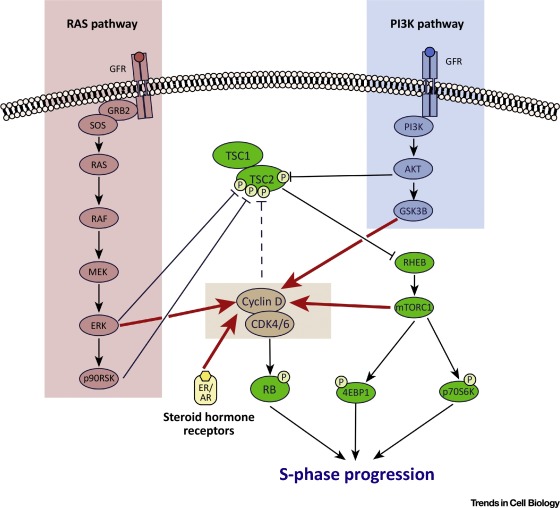 RAS pathway
PI3K pathway
GFR
GFR
GRB2
SOS
PI3K
TSC1
RAS
AKT
TSC2
P
P
P
P
GSK3B
RAF
RHEB
MEK
Cyclin D
mTORC1
ERK
CDK4/6
p90RSK
ER/
AR
RB
P
4EBP1
P
p70S6K
P
Steroid hormone
receptors
S-phase progression
Trends in Cell Biology